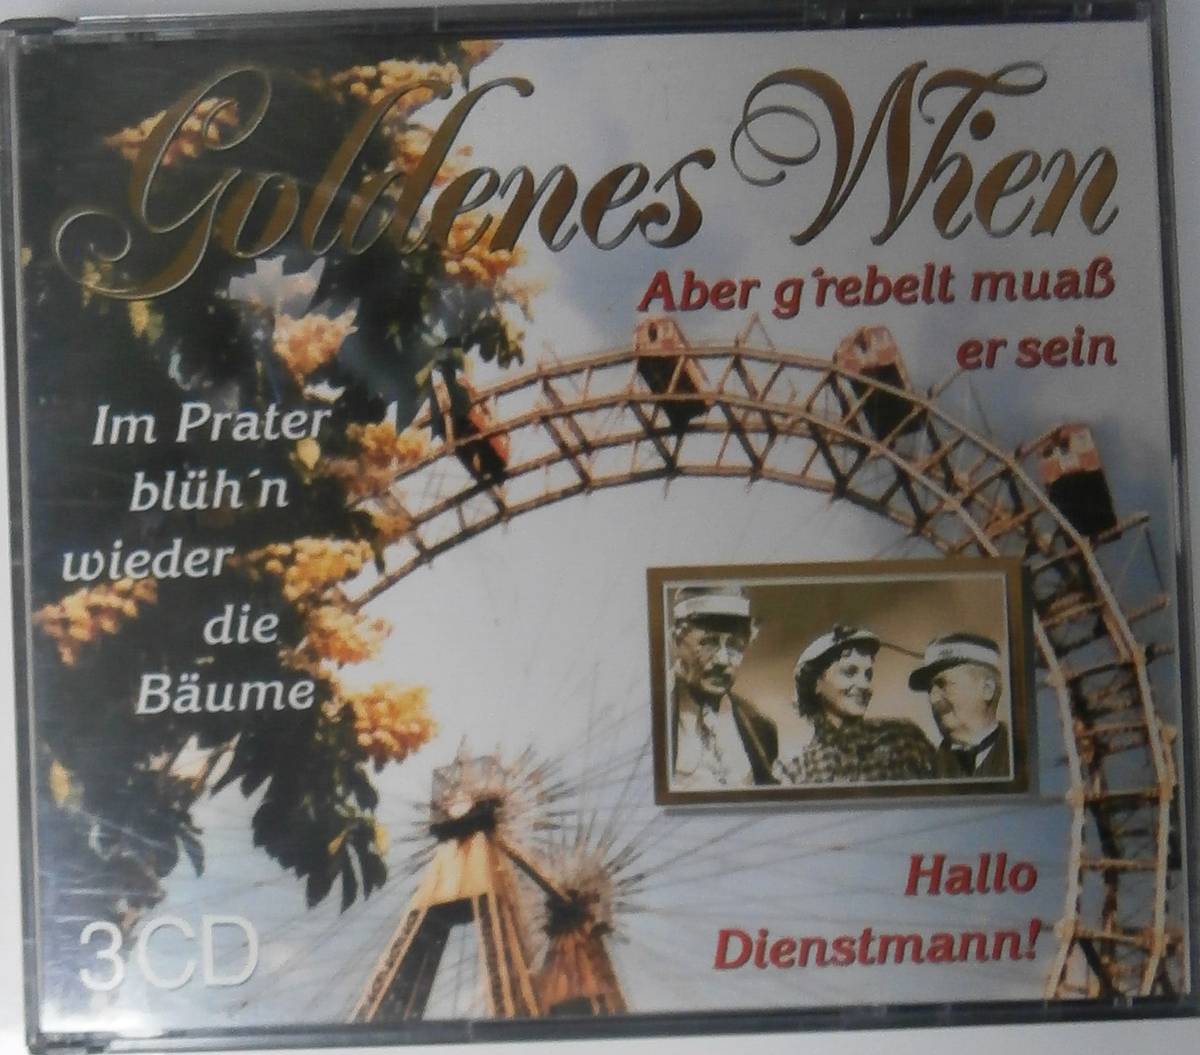 Goldenes Wien
Aber g´rebelt muaß
er sein
Im Prater
blüh´n
wieder
die
Bäume
Hallo
Dienstmann!
3CD